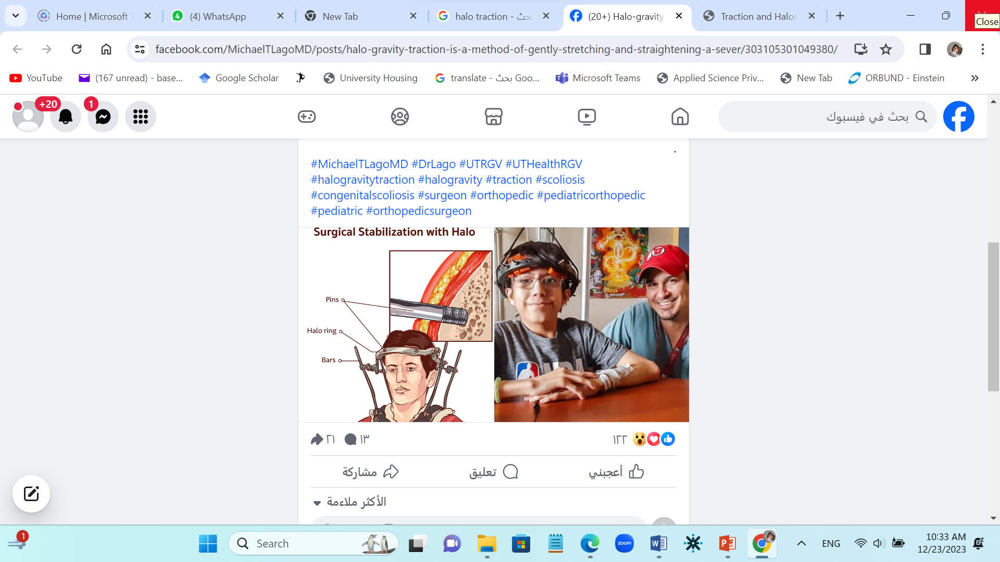 Home | Microsoft 3
(4) WhatsApp
New Tab
halo traction - بحث
(20+) Halo-gravity
Traction and Halos
Close
facebook.com/MichaelTLagoMD/posts/halo-gravity-traction-is-a-method-of-gently-stretching-and-straightening-a-sever/303105301049380/
YouTube
(167 unread) - base...
Google Scholar
University Housing
translate - بحث Goo...
Microsoft Teams
Applied Science Priv...
New Tab
ORBUND - Einstein
+20
1
بحث في فيسبوك
.
#MichaelTLagoMD #DrLago #UTRGV #UTHealthRGV
#halogravitytraction #halogravity #traction #scoliosis
#congenitalscoliosis #surgeon #orthopedic #pediatricorthopedic
#pediatric #orthopedicsurgeon
Surgical Stabilization with Halo
Pins
Halo ring
Bars
٢١
١٣
١٢٢
مشاركة
تعليق
أعجبني
الأكثر ملاءمة
1
Search
zoom
ENG
10:33 AM
12/23/2023